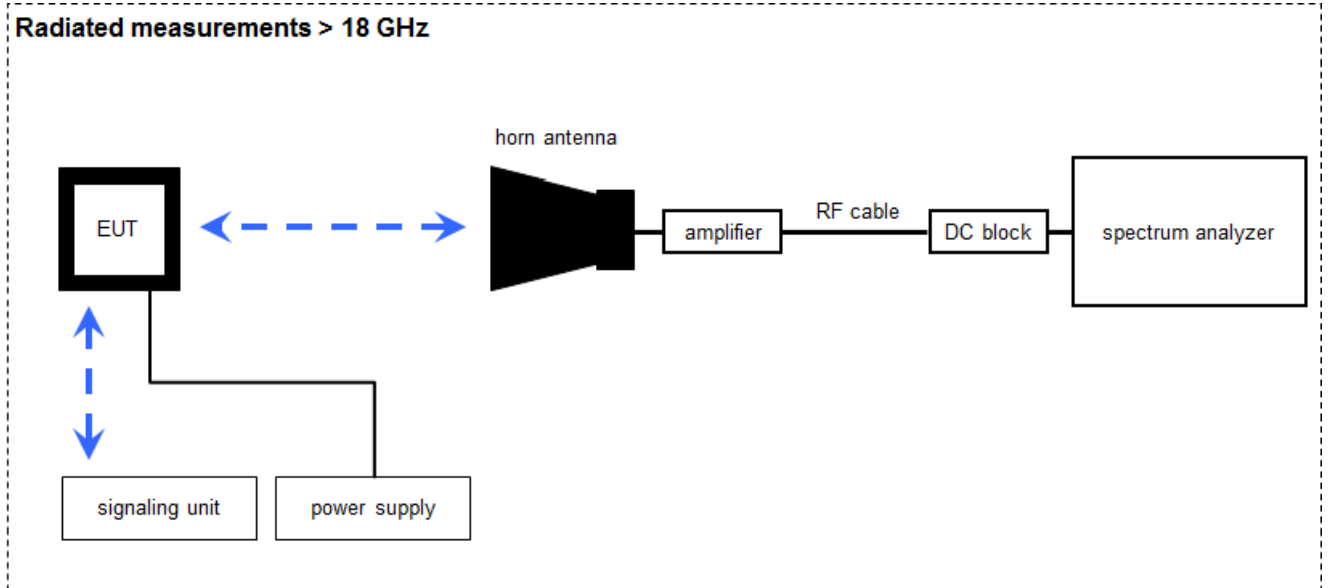 Radiated measurements > 18 GHz
horn antenna
EUT
amplifier
RF cable
DC block
spectrum analyzer
signaling unit
power supply